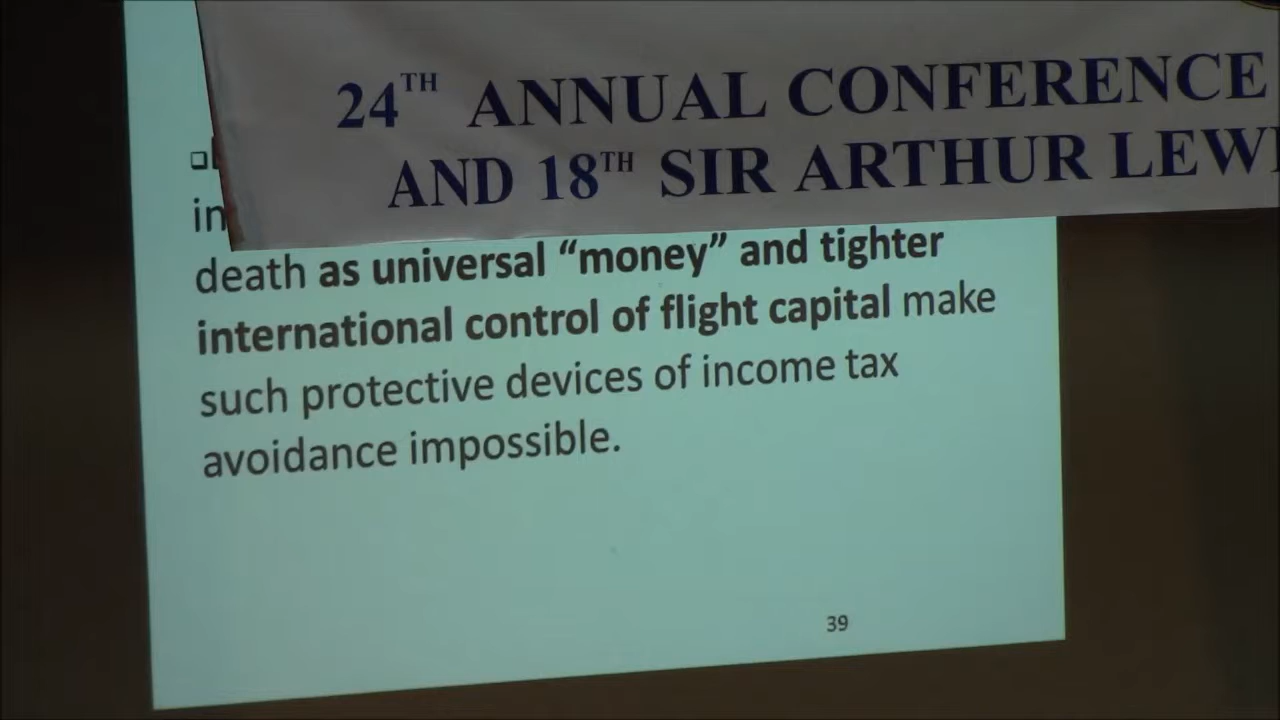 24TH ANNUAL CONFERENCE
AND 18TH SIR ARTHUR
in
death as universal “money” and tighter
international control of flight capital make
such protective devices of income tax
avoidance impossible.
39